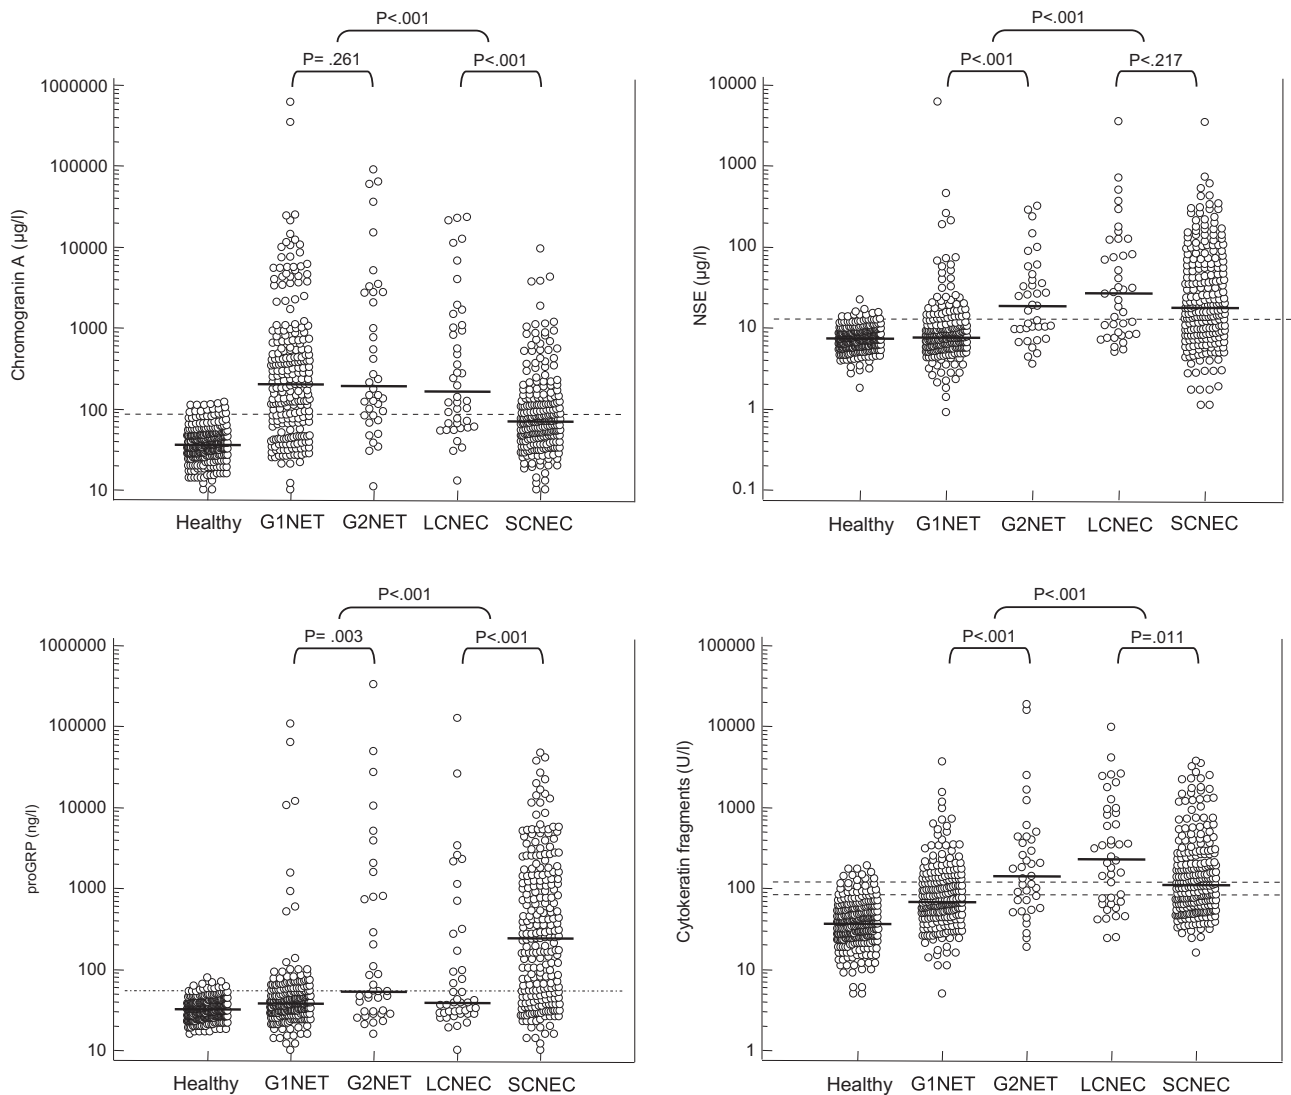 P<.001
P= .261
P<.001
1000000
100000
10000
1000
100
10
Chromogranin A (µg/l)
Healthy G1NET G2NET LCNEC SCNEC
P<.001
P<.001
P<.217
10000
1000
100
10
1
0.1
NSE (µg/l)
Healthy G1NET G2NET LCNEC SCNEC
P<.001
P= .003
P<.001
1000000
100000
10000
1000
100
10
proGRP (ng/l)
Healthy G1NET G2NET LCNEC SCNEC
P<.001
P<.001
P=.011
100000
10000
1000
100
10
1
Cytokeratin fragments (U/l)
Healthy G1NET G2NET LCNEC SCNEC